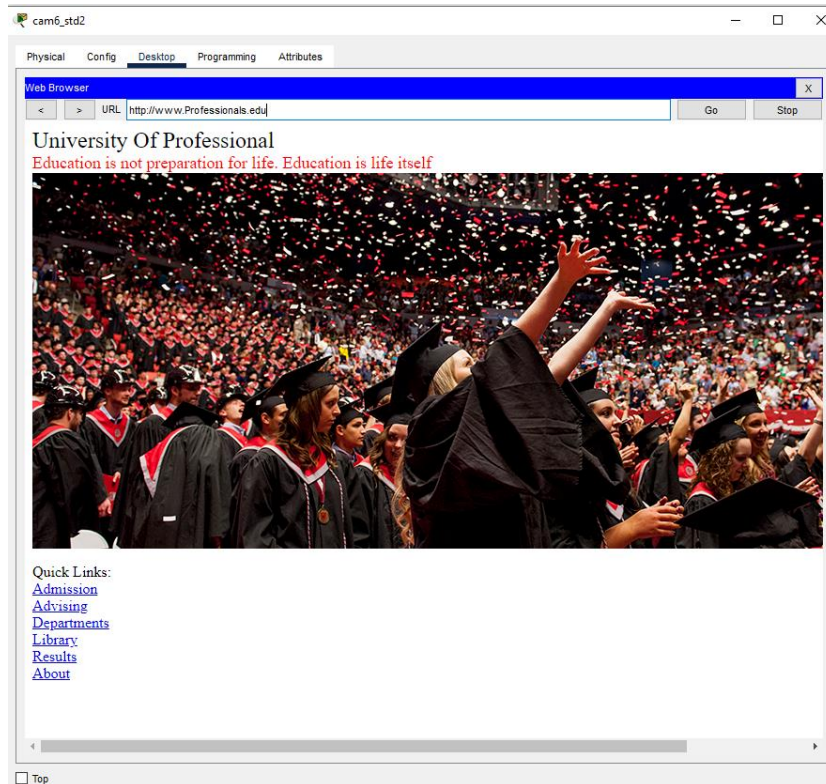 cam6_std2
Physical Config Desktop Programming Attributes
Web Browser X
< > URL http://www.Professionals.edu Go Stop
University Of Professional
Education is not preparation for life. Education is life itself
Quick Links:
Admission
Advising
Departments
Library
Results
About
Top